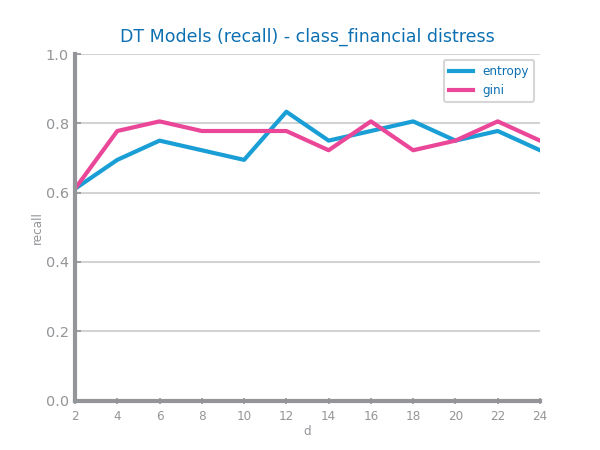 DT Models (recall) - class_financial distress
entropy
gini
1.0
0.8
0.6
0.4
0.2
0.0
recall
2 4 6 8 10 12 14 16 18 20 22 24
d